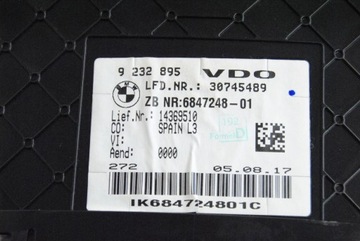 9 232 895 VDO
LFD.NR.: 30745489
BMW
ZB NR:6847248-01
Lief.Nr.: 14369510
CO: SPAIN L3
VI:
Aend: 0000
272 05.08.17
IK684724801C